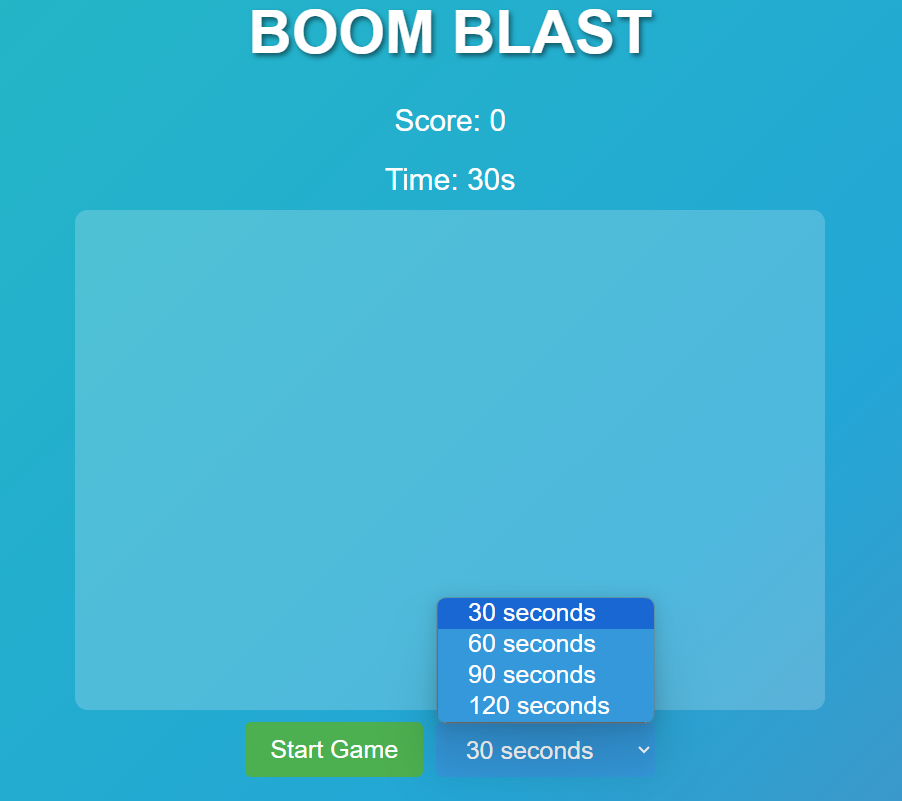 BOOM BLAST
Score: 0
Time: 30s
30 seconds
60 seconds
90 seconds
120 seconds
Start Game
30 seconds